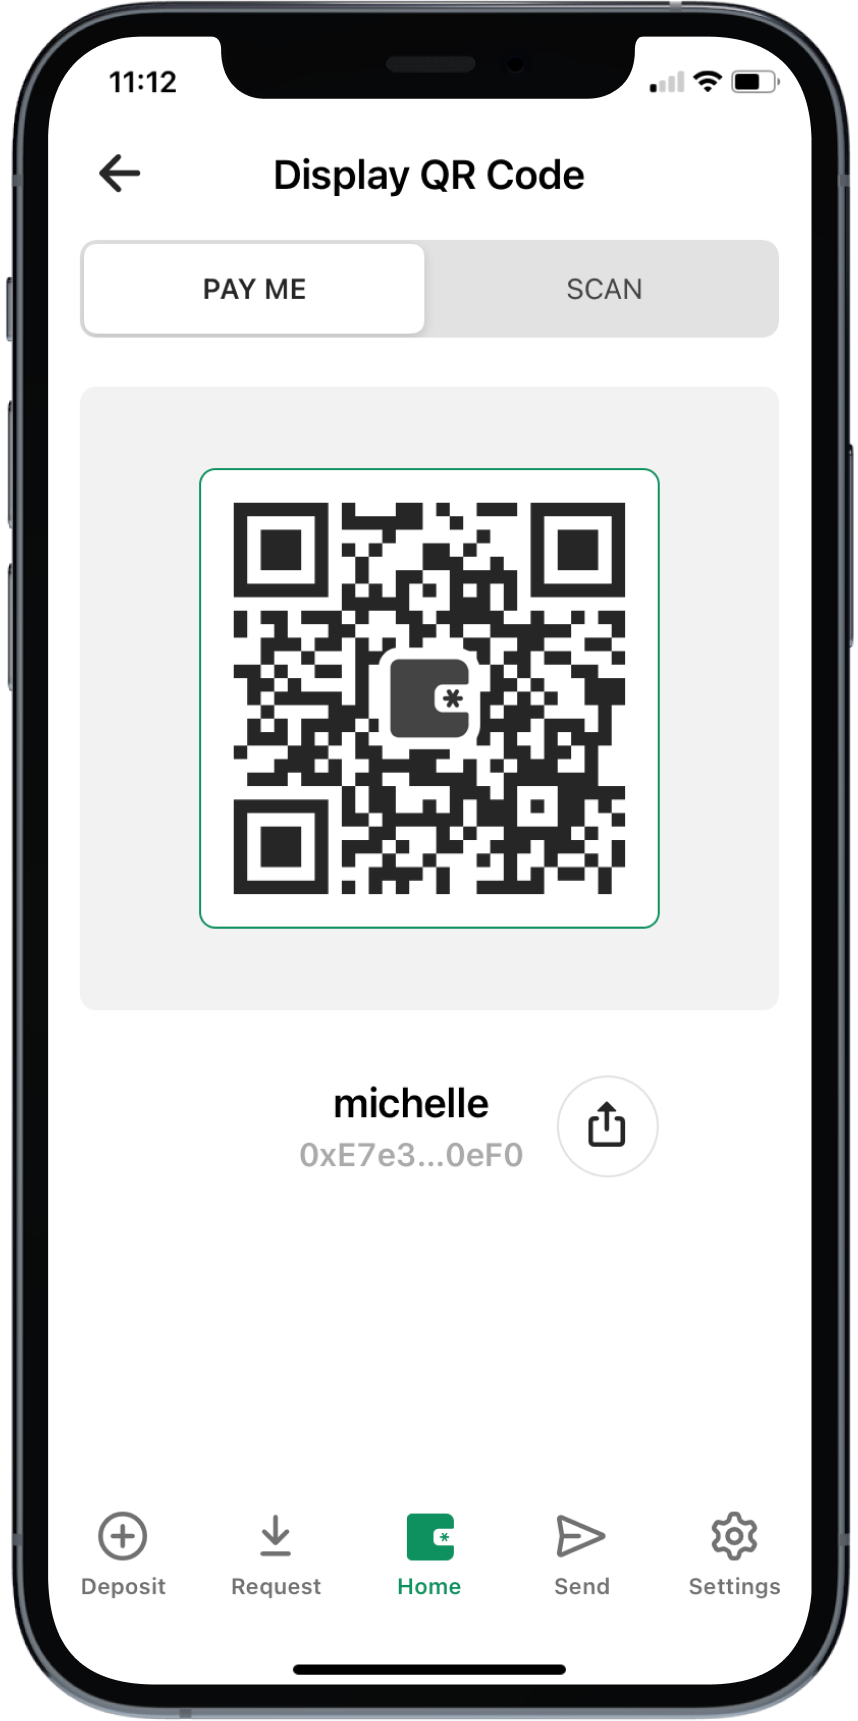 11:12
Display QR Code
PAY ME
SCAN
michelle
0xE7e3...0eF0
Deposit
Request
Home
Send
Settings